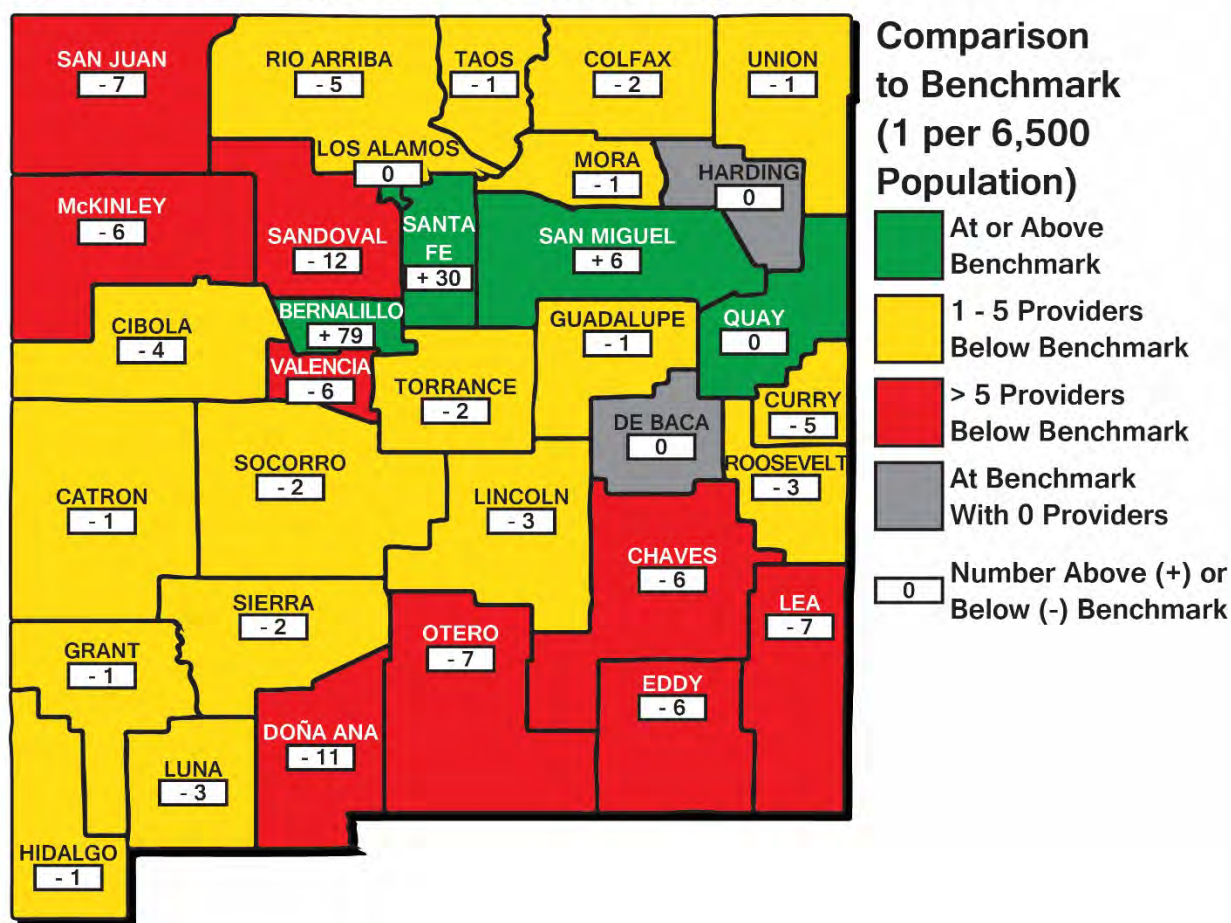 SAN JUAN
- 7
RIO ARRIBA
- 5
TAOS
- 1
COLFAX
- 2
UNION
- 1
LOS ALAMOS
0
MORA
- 1
HARDING
0
McKINLEY
- 6
SANDOVAL
- 12
SANTA
FE
+ 30
SAN MIGUEL
+ 6
BERNALILLO
+ 79
CIBOLA
- 4
VALENCIA
- 6
TORRANCE
- 2
GUADALUPE
- 1
QUAY
0
CURRY
- 5
DE BACA
0
ROOSEVELT
- 3
CATRON
- 1
SOCORRO
- 2
LINCOLN
- 3
CHAVES
- 6
LEA
- 7
SIERRA
- 2
OTERO
- 7
GRANT
- 1
EDDY
- 6
DOÑA ANA
- 11
LUNA
- 3
HIDALGO
- 1
Comparison
to Benchmark
(1 per 6,500
Population)
At or Above
Benchmark
1 - 5 Providers
Below Benchmark
> 5 Providers
Below Benchmark
At Benchmark
With 0 Providers
0
Number Above (+) or
Below (-) Benchmark